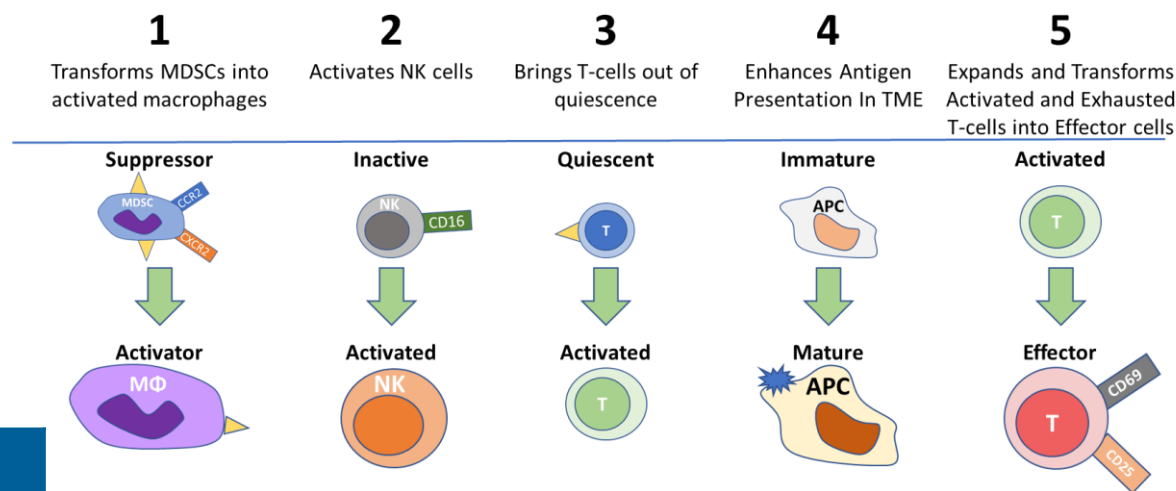 1
Transforms MDSCs into
activated macrophages
2
Activates NK cells
3
Brings T-cells out of
quiescence
4
Enhances Antigen
Presentation In TME
5
Expands and Transforms
Activated and Exhausted
T-cells into Effector cells
Suppressor
MDSC
CCR2
CXCR2
Inactive
NK
CD16
Quiescent
T
Immature
APC
Activated
T
Activator
MΦ
Activated
NK
Activated
T
Mature
APC
Effector
T
CD69
CD25